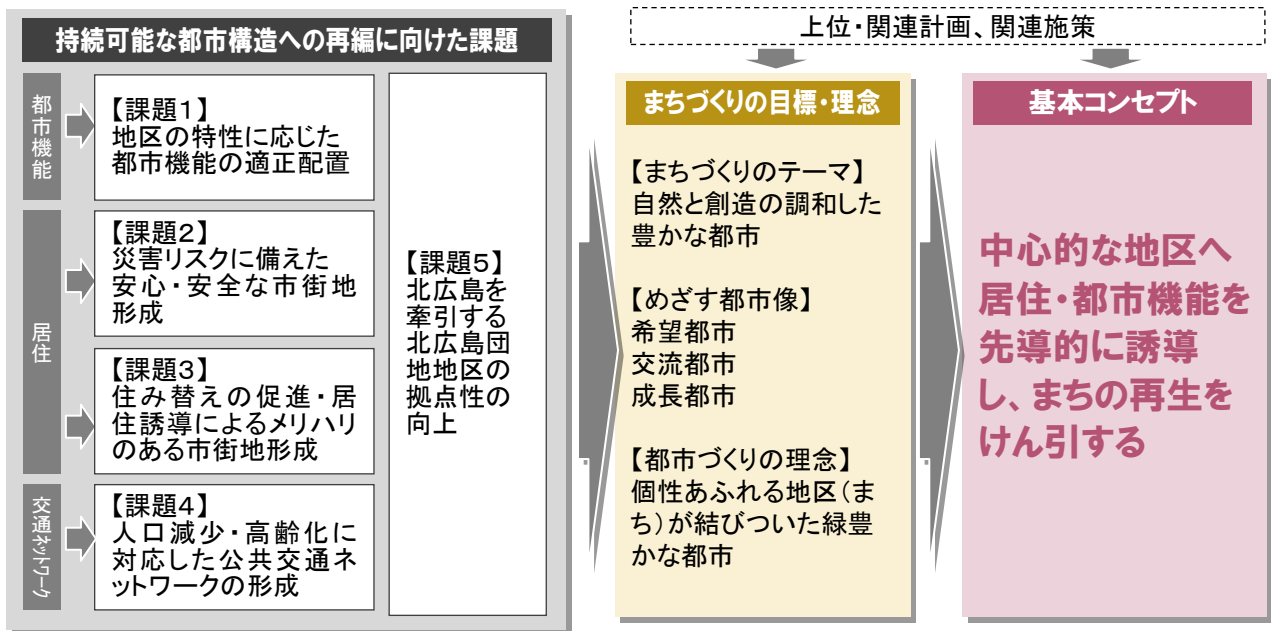 持続可能な都市構造への再編に向けた課題
都市機能
【課題1】
地区の特性に応じた
都市機能の適正配置
居住
【課題2】
災害リスクに備えた
安心・安全な市街地
形成
【課題3】
住み替えの促進・居
住誘導によるメリハリ
のある市街地形成
交通ネットワーク
【課題4】
人口減少・高齢化に
対応した公共交通ネ
ットワークの形成
【課題5】
北広島を
牽引する
北広島団
地地区の
拠点性の
向上
上位・関連計画、関連施策
まちづくりの目標・理念
【まちづくりのテーマ】
自然と創造の調和した
豊かな都市
【めざす都市像】
希望都市
交流都市
成長都市
【都市づくりの理念】
個性あふれる地区(ま
ち)が結びついた緑豊
かな都市
基本コンセプト
中心的な地区へ
居住・都市機能を
先導的に誘導
し、まちの再生を
けん引する